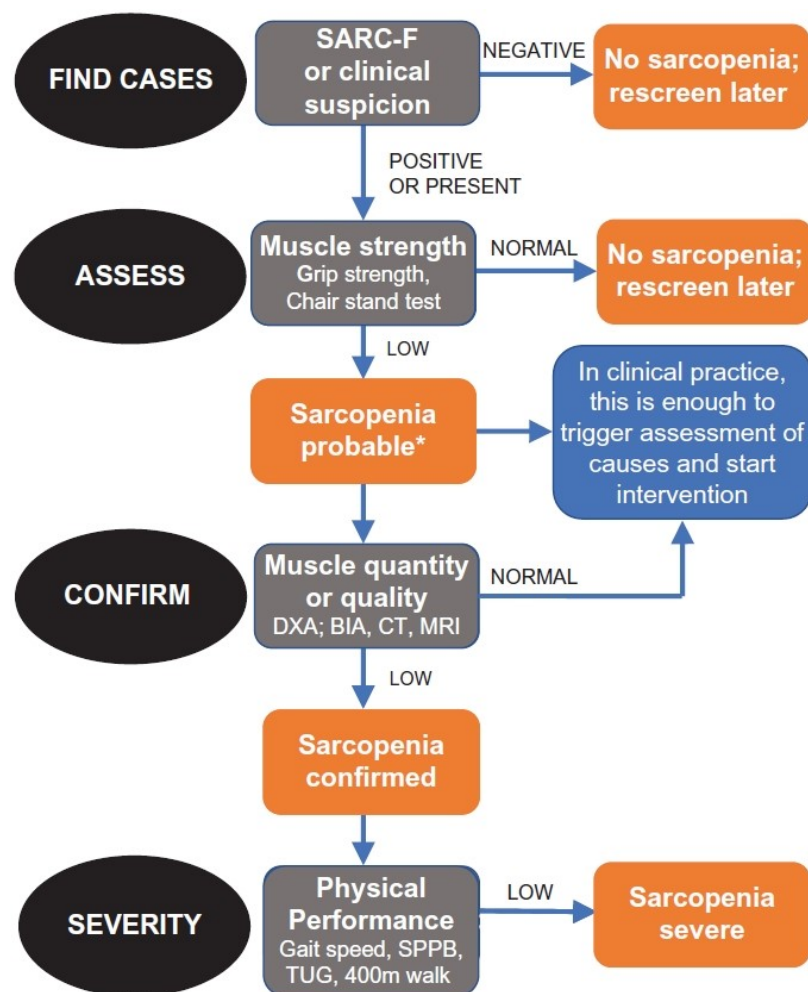 FIND CASES
SARC-F
or clinical
suspicion
NEGATIVE
No sarcopenia;
rescreen later
POSITIVE
OR PRESENT
ASSESS
Muscle strength
Grip strength,
Chair stand test
NORMAL
No sarcopenia;
rescreen later
LOW
Sarcopenia
probable*
In clinical practice,
this is enough to
trigger assessment of
causes and start
intervention
CONFIRM
Muscle quantity
or quality
DXA; BIA, CT, MRI
NORMAL
LOW
Sarcopenia
confirmed
SEVERITY
Physical
Performance
Gait speed, SPPB,
TUG, 400m walk
LOW
Sarcopenia
severe